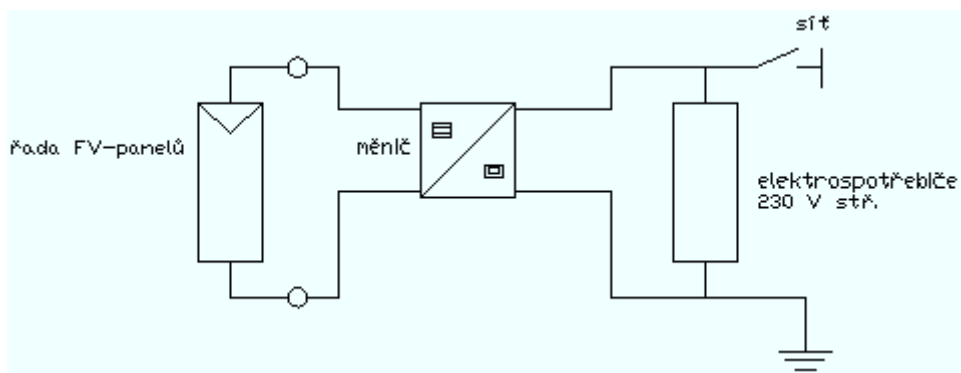 síť
řada FV-panelů
měnič
elektrospotřebiče
230 V stř.